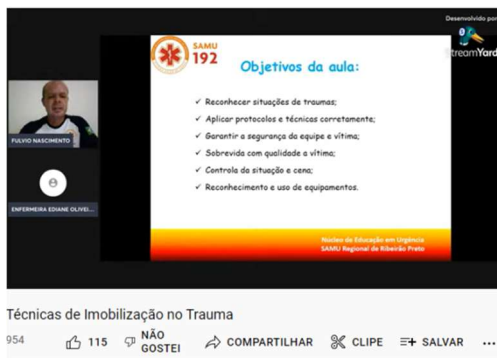 Desenvolvido por
StreamYard
SAMU
192
Objetivos da aula:
✓ Reconhecer situações de traumas;
✓ Aplicar protocolos e técnicas corretamente;
✓ Garantir a segurança da equipe e vítima;
✓ Sobrevida com qualidade a vítima;
✓ Controla da situação e cena;
✓ Reconhecimento e uso de equipamentos.
FULVIO NASCIMENTO
ENFERMEIRA EDIANE OLIVEI...
Núcleo de Educação em Urgência
SAMU Regional de Ribeirão Preto
Técnicas de Imobilização no Trauma
954
115
NÃO
GOSTEI
COMPARTILHAR
CLIPE
SALVAR
...